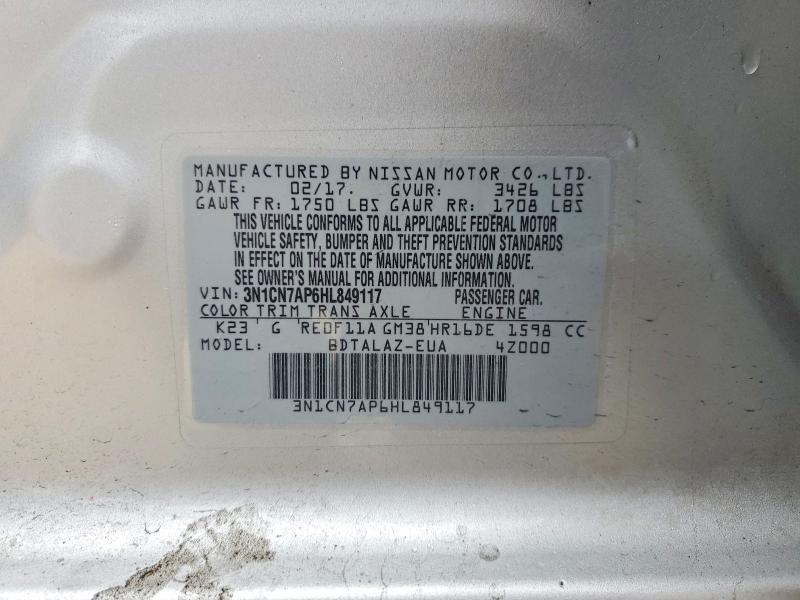 MANUFACTURED BY NISSAN MOTOR CO., LTD.
DATE: 02/17. GVWR: 3426 LBS
GAWR FR: 1750 LBS GAWR RR: 1708 LBS
THIS VEHICLE CONFORMS TO ALL APPLICABLE FEDERAL MOTOR
VEHICLE SAFETY, BUMPER AND THEFT PREVENTION STANDARDS
IN EFFECT ON THE DATE OF MANUFACTURE SHOWN ABOVE.
SEE OWNER'S MANUAL FOR ADDITIONAL INFORMATION.
VIN: 3N1CN7AP6HL849117 PASSENGER CAR.
COLOR TRIM TRANS AXLE ENGINE
K23 G RE0F11A GM38 HR16DE 1598 CC
MODEL: BDTALAZ-EUA 4Z000
3N1CN7AP6HL849117